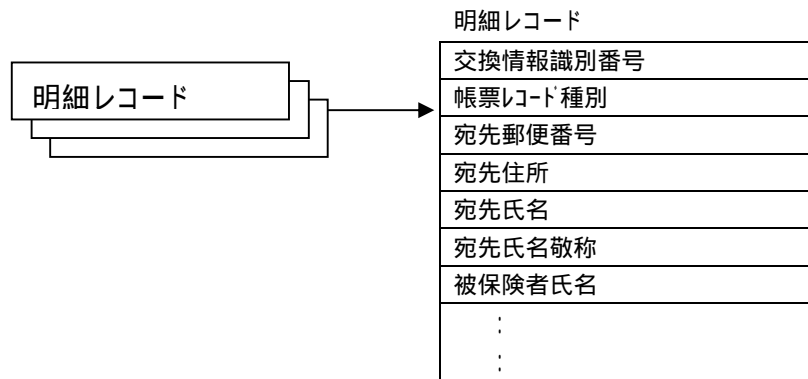 明細レコード
明細レコード
交換情報識別番号
帳票ﾚｺｰﾄﾞ種別
宛先郵便番号
宛先住所
宛先氏名
宛先氏名敬称
被保険者氏名
:
: